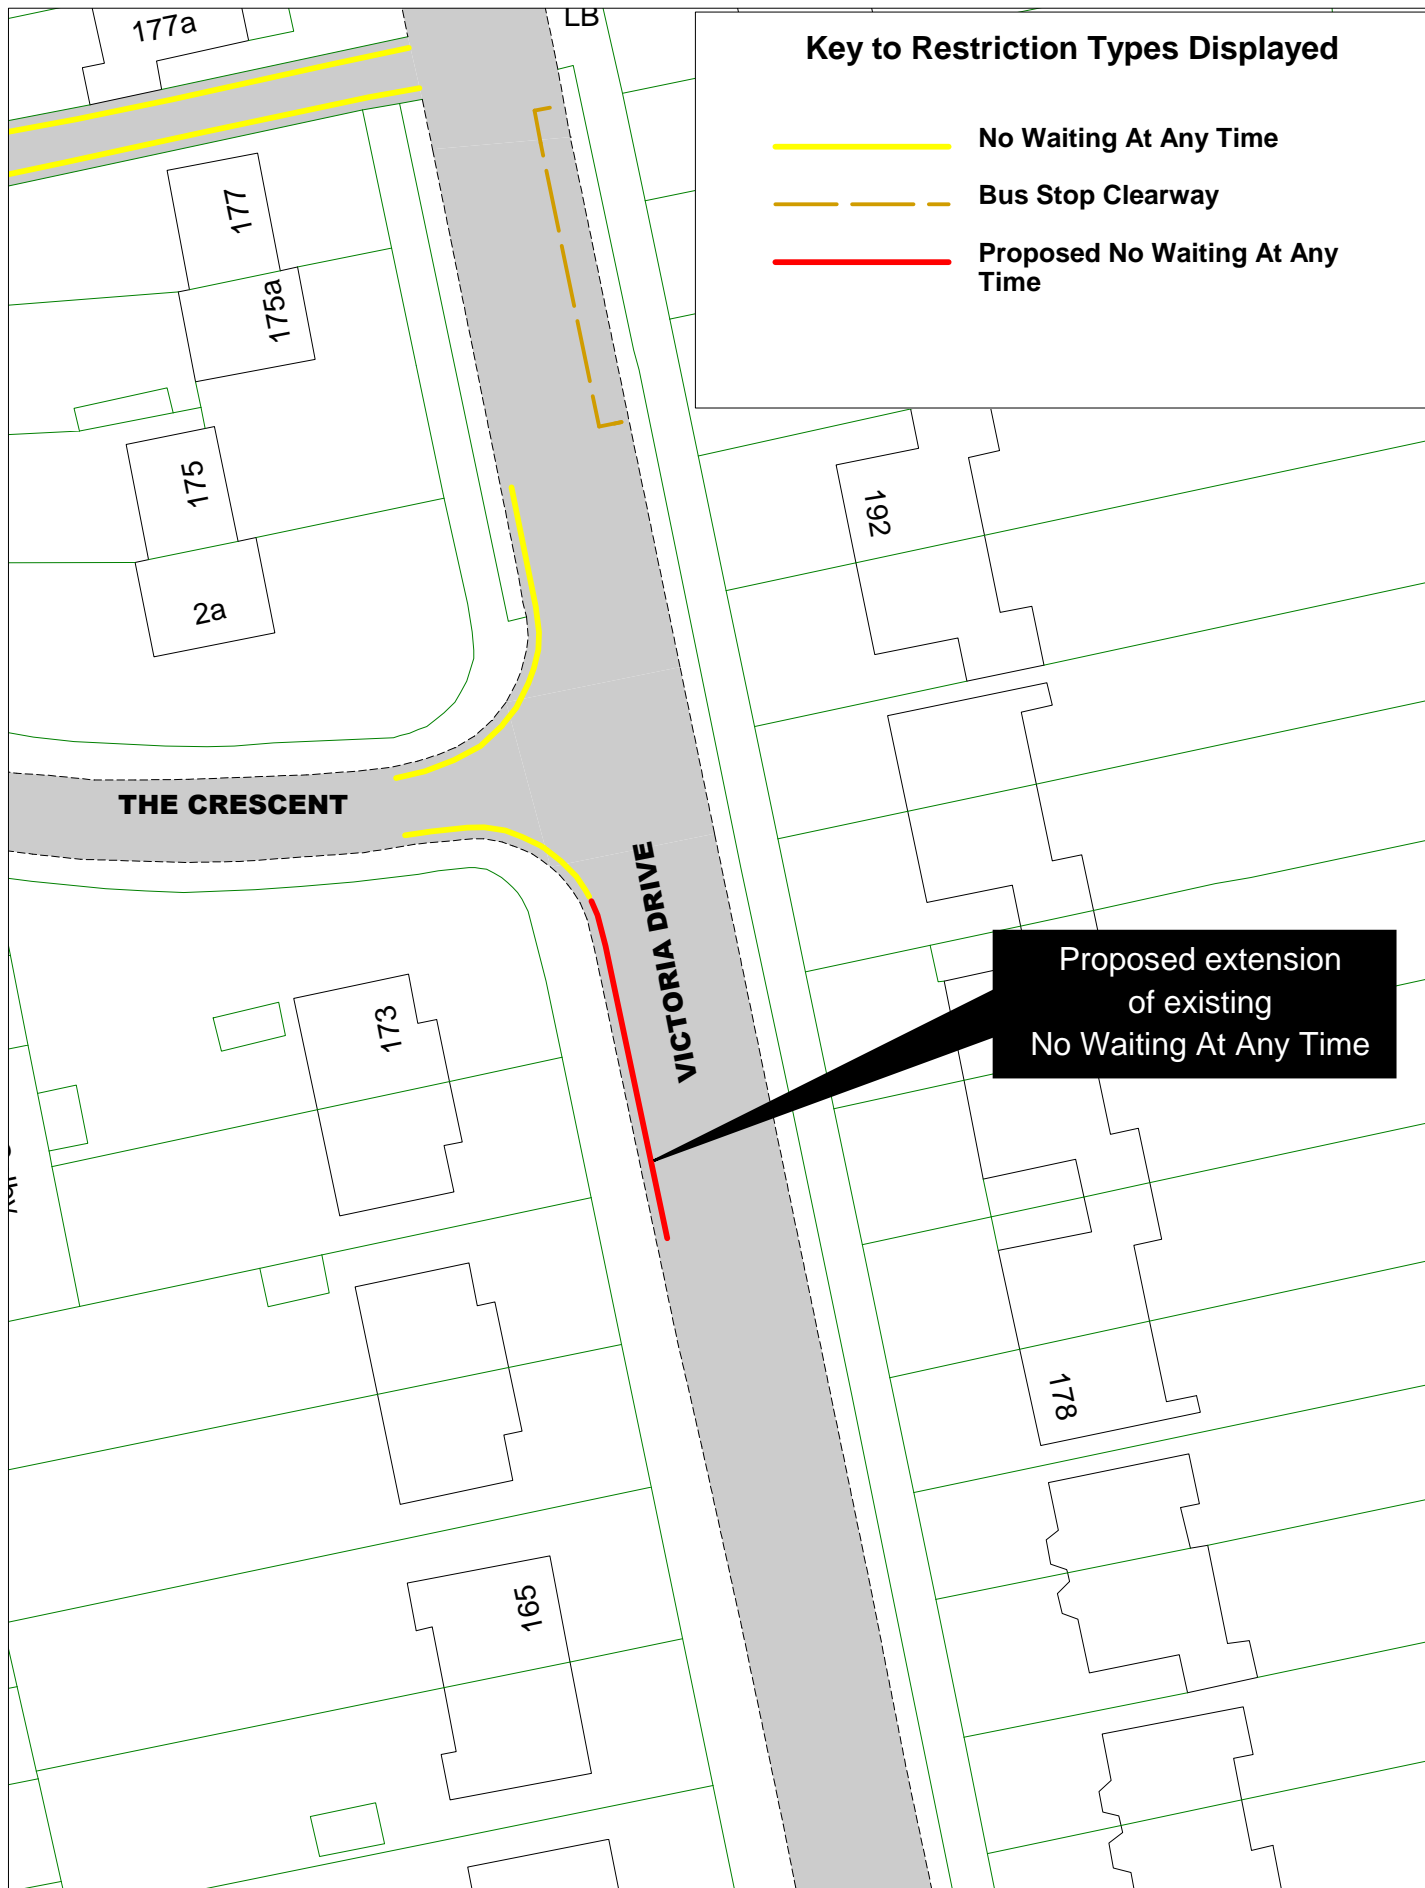 177a
LB
Key to Restriction Types Displayed
No Waiting At Any Time
Bus Stop Clearway
Proposed No Waiting At Any
Time
177
175a
175
192
2a
THE CRESCENT
VICTORIA DRIVE
Proposed extension
of existing
No Waiting At Any Time
173
178
165